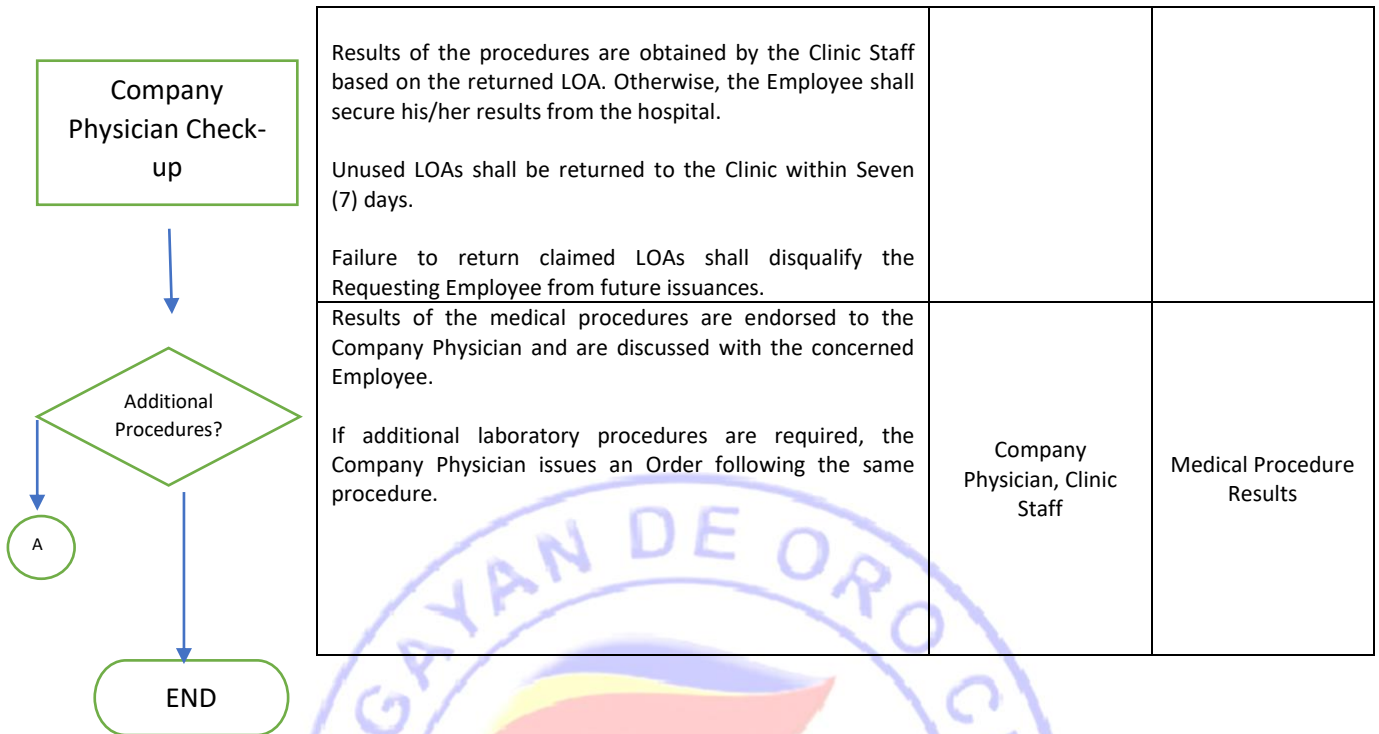 Company
Physician Check-
up
Results of the procedures are obtained by the Clinic Staff
based on the returned LOA. Otherwise, the Employee shall
secure his/her results from the hospital.
Unused LOAs shall be returned to the Clinic within Seven
(7) days.
Failure to return claimed LOAs shall disqualify the
Requesting Employee from future issuances.
Additional
Procedures?
A
END
Results of the medical procedures are endorsed to the
Company Physician and are discussed with the concerned
Employee.
If additional laboratory procedures are required, the
Company Physician issues an Order following the same
procedure.
Company
Physician, Clinic
Staff
Medical Procedure
Results
GAYAN DE ORO C